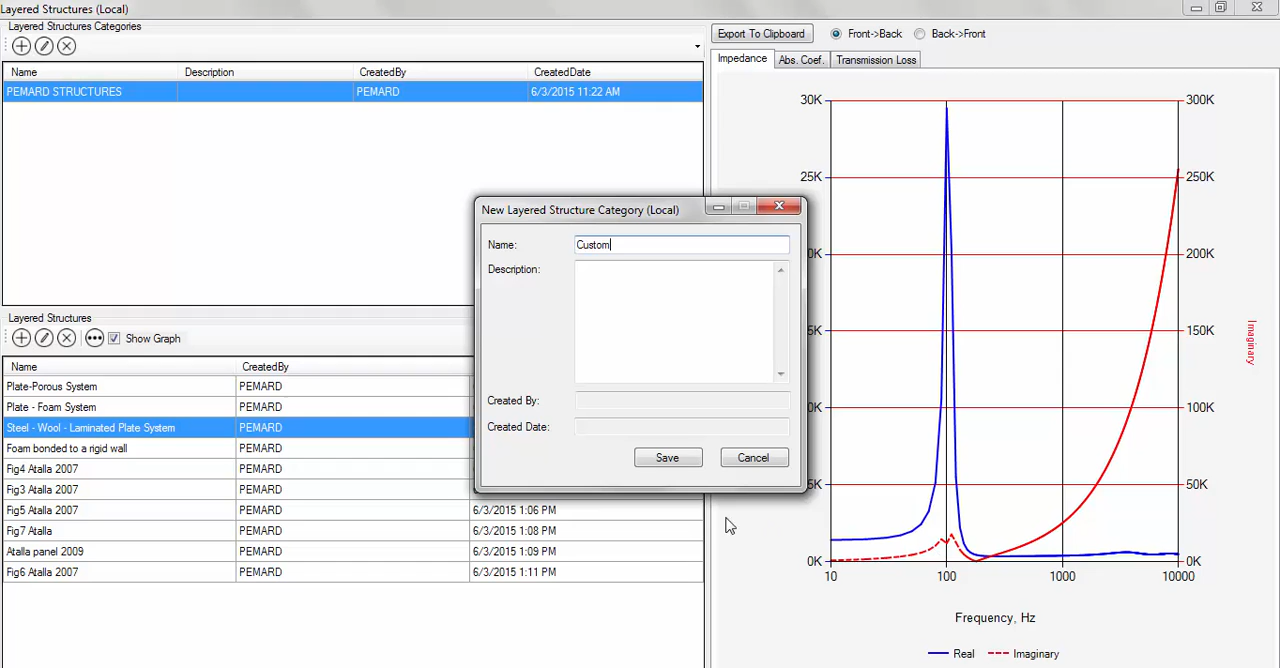 Layered Structures (Local)
Layered Structures Categories
Name Description CreatedBy CreatedDate
PEMARD STRUCTURES PEMARD 6/3/2015 11:22 AM
Layered Structures
Show Graph
Name CreatedBy
Plate-Porous System PEMARD
Plate - Foam System PEMARD
Steel - Wool - Laminated Plate System PEMARD
Foam bonded to a rigid wall PEMARD
Fig4 Atalla 2007 PEMARD
Fig3 Atalla 2007 PEMARD
Fig5 Atalla 2007 PEMARD 6/3/2015 1:06 PM
Fig7 Atalla PEMARD 6/3/2015 1:08 PM
Atalla panel 2009 PEMARD 6/3/2015 1:09 PM
Fig6 Atalla 2007 PEMARD 6/3/2015 1:11 PM
New Layered Structure Category (Local)
Name: Custom
Description:
Created By:
Created Date:
Save Cancel
Export To Clipboard Front->Back Back->Front
Impedance Abs. Coef. Transmission Loss
30K 300K
25K 250K
0K 200K
5K 150K
0K 100K
5K 50K
0K 0K
Imaginary
10 100 1000 10000
Frequency, Hz
Real Imaginary